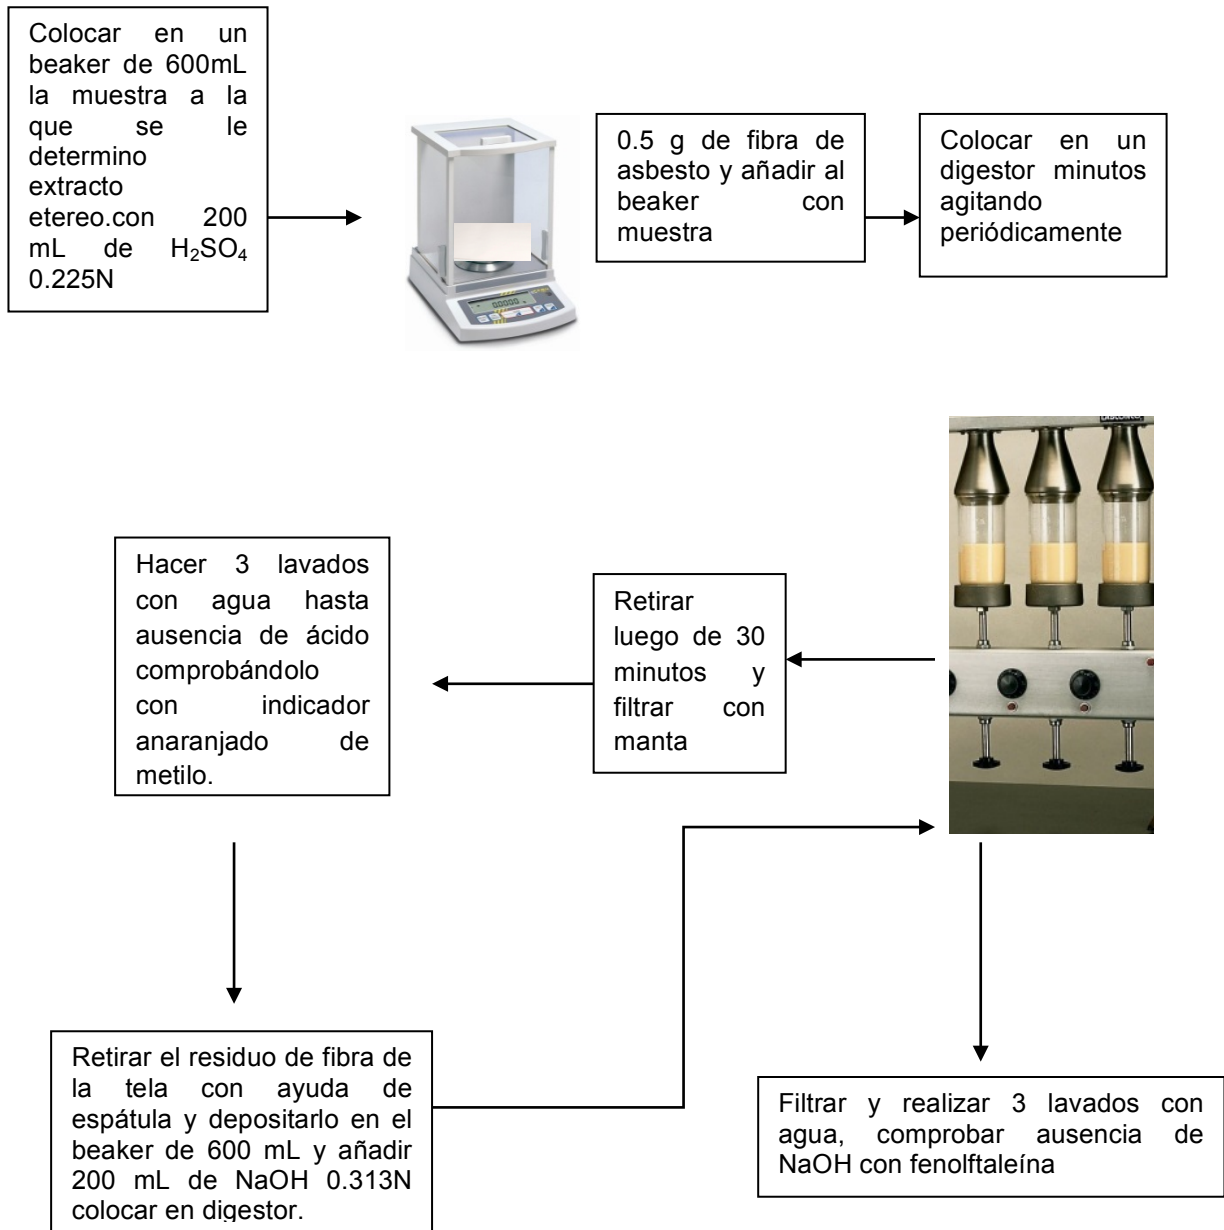 Colocar en un
beaker de 600mL
la muestra a la
que se le
determino
extracto
etereo.con 200
mL de H₂SO₄
0.225N
0.5 g de fibra de
asbesto y añadir al
beaker con
muestra
Colocar en un
digestor minutos
agitando
periódicamente
Hacer 3 lavados
con agua hasta
ausencia de ácido
comprobándolo
con indicador
anaranjado de
metilo.
Retirar
luego de 30
minutos y
filtrar con
manta
Retirar el residuo de fibra de
la tela con ayuda de
espátula y depositarlo en el
beaker de 600 mL y añadir
200 mL de NaOH 0.313N
colocar en digestor.
Filtrar y realizar 3 lavados con
agua, comprobar ausencia de
NaOH con fenolftaleína